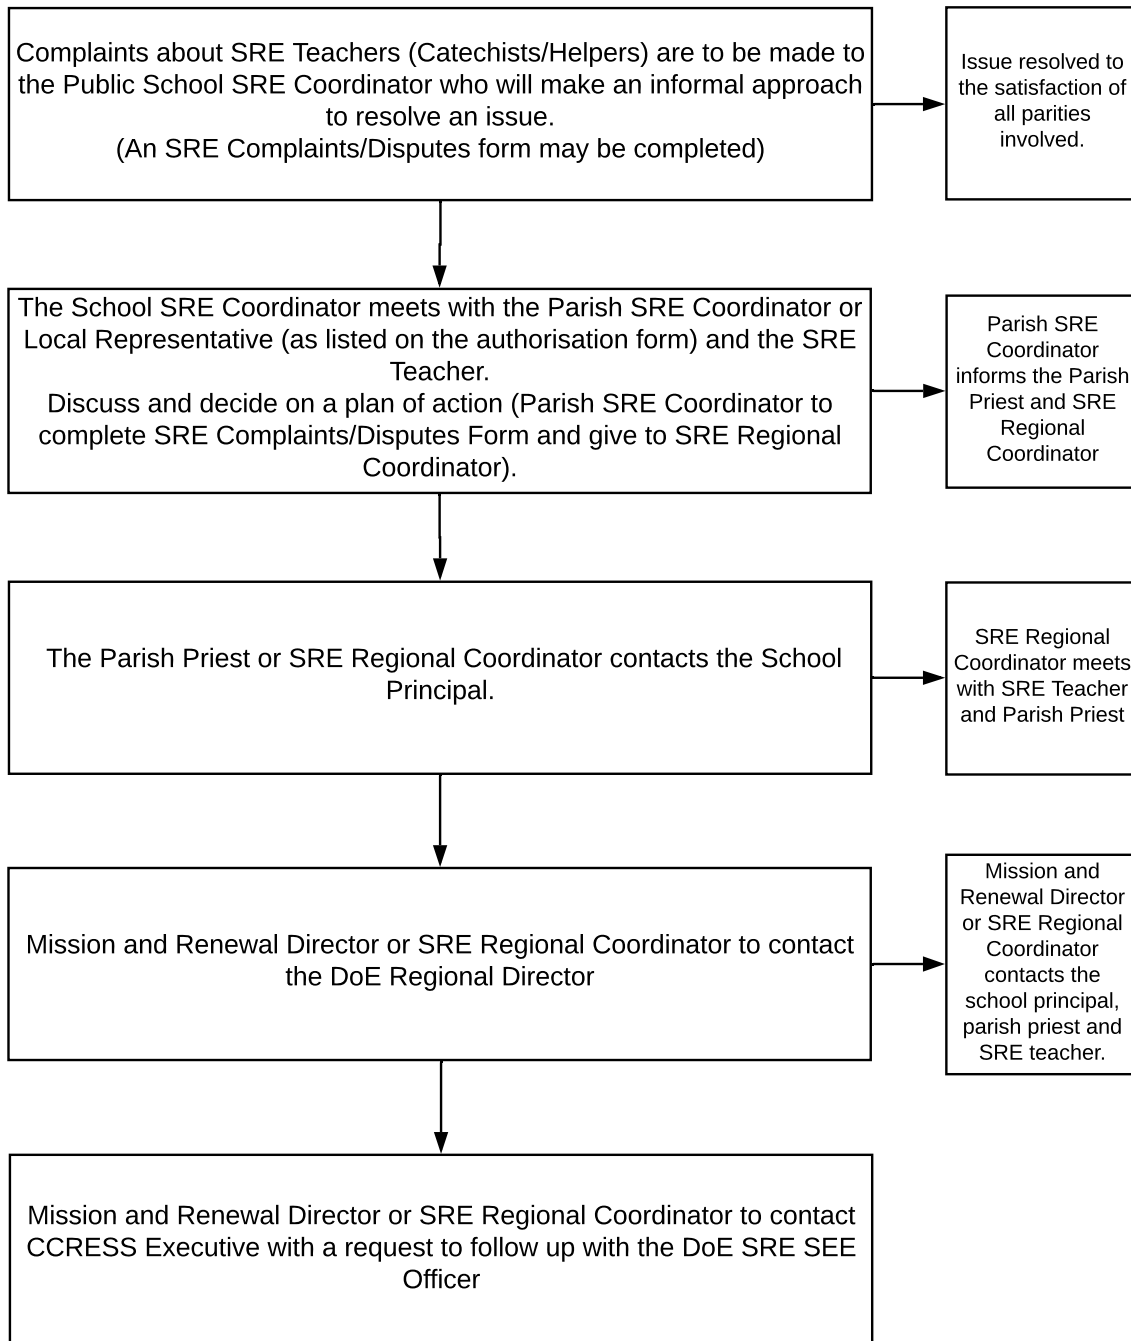 Complaints about SRE Teachers (Catechists/Helpers) are to be made to
the Public School SRE Coordinator who will make an informal approach
to resolve an issue.
(An SRE Complaints/Disputes form may be completed)
Issue resolved to
the satisfaction of
all parities
involved.
The School SRE Coordinator meets with the Parish SRE Coordinator or
Local Representative (as listed on the authorisation form) and the SRE
Teacher.
Discuss and decide on a plan of action (Parish SRE Coordinator to
complete SRE Complaints/Disputes Form and give to SRE Regional
Coordinator).
Parish SRE
Coordinator
informs the Parish
Priest and SRE
Regional
Coordinator
The Parish Priest or SRE Regional Coordinator contacts the School
Principal.
SRE Regional
Coordinator meets
with SRE Teacher
and Parish Priest
Mission and Renewal Director or SRE Regional Coordinator to contact
the DoE Regional Director
Mission and
Renewal Director
or SRE Regional
Coordinator
contacts the
school principal,
parish priest and
SRE teacher.
Mission and Renewal Director or SRE Regional Coordinator to contact
CCRESS Executive with a request to follow up with the DoE SRE SEE
Officer